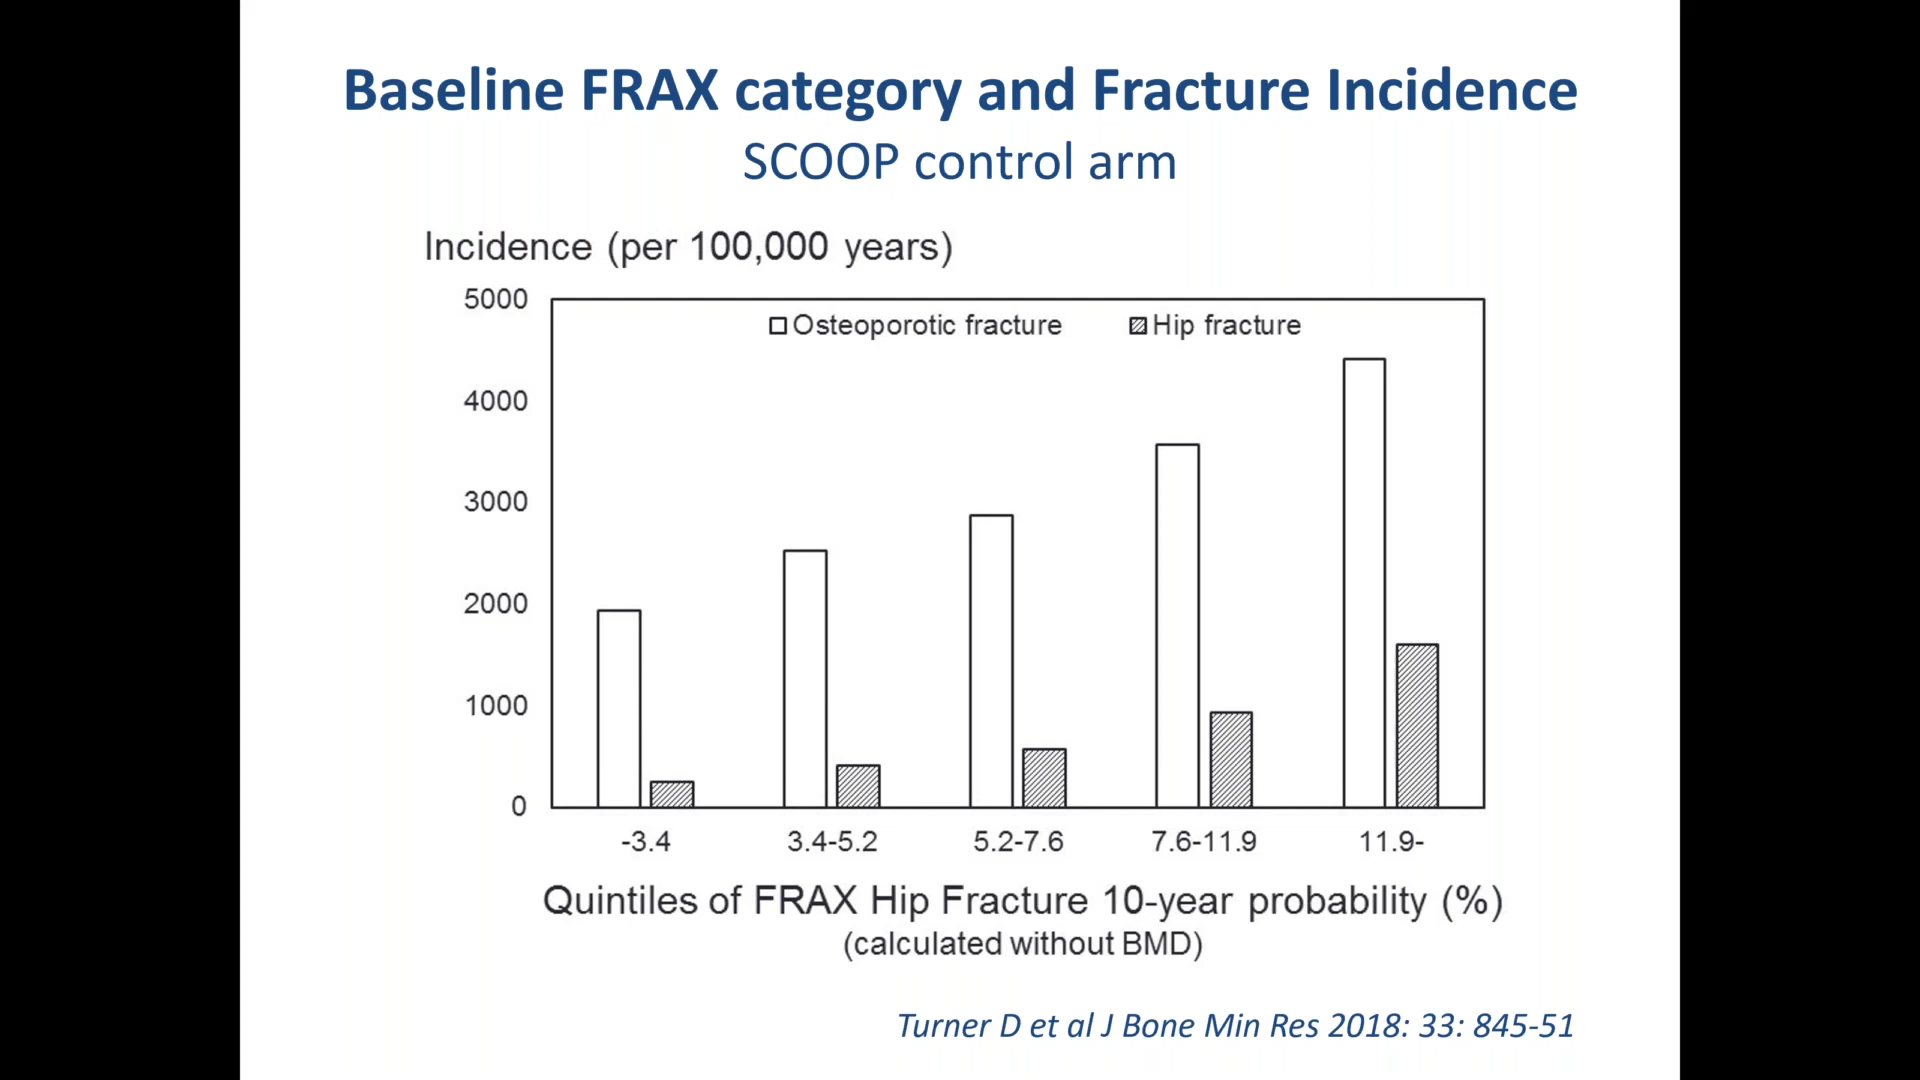 Baseline FRAX category and Fracture Incidence
SCOOP control arm
Incidence (per 100,000 years)
5000
Osteoporotic fracture
Hip fracture
4000
3000
2000
1000
0
-3.4
3.4-5.2
5.2-7.6
7.6-11.9
11.9-
Quintiles of FRAX Hip Fracture 10-year probability (%)
(calculated without BMD)
Turner D et al J Bone Min Res 2018: 33: 845-51